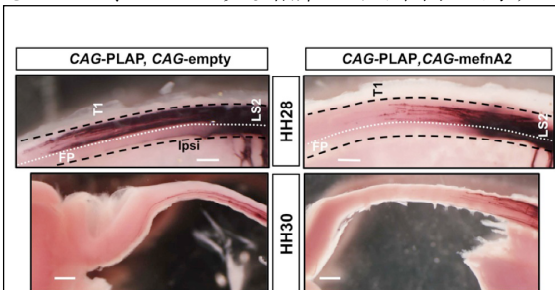 CAG-PLAP, CAG-empty
CAG-PLAP,CAG-mefnA2
HH28
T1
LS2
FP
Ipsi
T1
LS2
FP
HH30